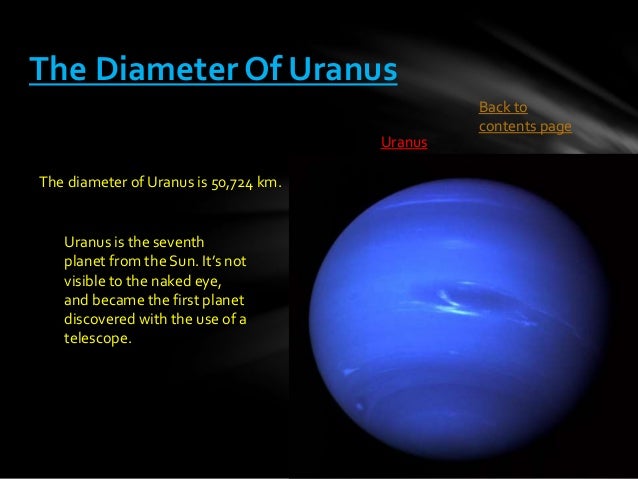 The Diameter Of Uranus
Back to
contents page
Uranus
The diameter of Uranus is 50,724 km.
Uranus is the seventh
planet from the Sun. It’s not
visible to the naked eye,
and became the first planet
discovered with the use of a
telescope.